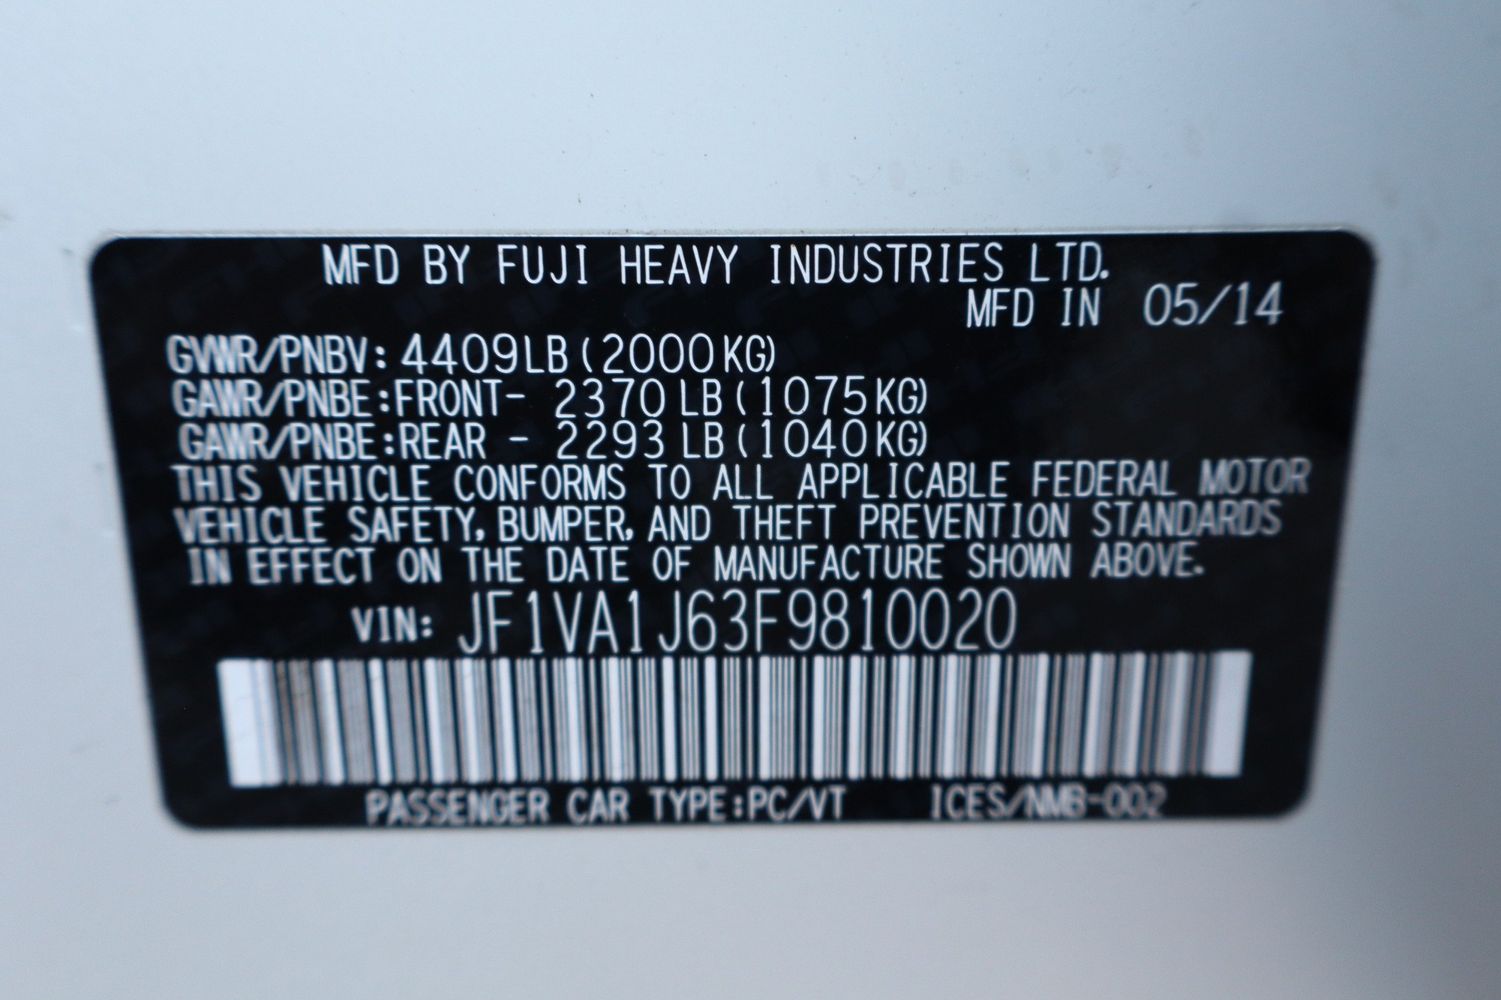 MFD BY FUJI HEAVY INDUSTRIES LTD.
MFD IN 05/14
GVWR/PNBV: 4409LB (2000KG)
GAWR/PNBE:FRONT- 2370 LB (1075KG)
GAWR/PNBE:REAR - 2293 LB (1040KG)
THIS VEHICLE CONFORMS TO ALL APPLICABLE FEDERAL MOTOR
VEHICLE SAFETY, BUMPER, AND THEFT PREVENTION STANDARDS
IN EFFECT ON THE DATE OF MANUFACTURE SHOWN ABOVE.
VIN: JF1VA1J63F9810020
PASSENGER CAR TYPE:PC/VT ICES/NMB-002